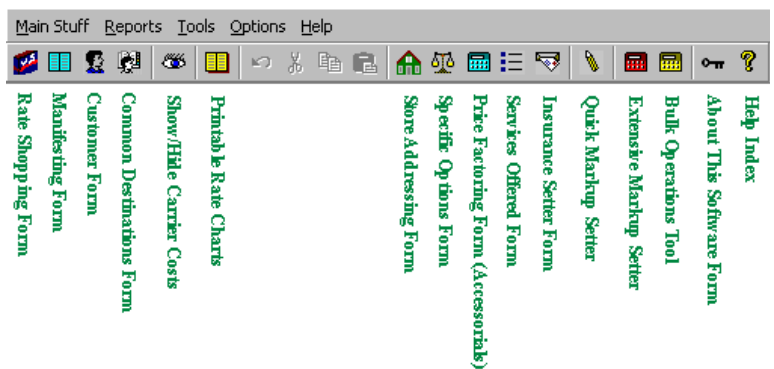 Main Stuff Reports Tools Options Help
VS
Rate Shopping Form
Manifesting Form
Customer Form
Common Destinations Form
Show/Hide Carrier Costs
Printable Rate Charts
Store Addressing Form
Specific Options Form
Price Factoring Form (Accessorials)
Services Offered Form
Insurance Setter Form
Quick Markup Setter
Extensive Markup Setter
Bulk Operations Tool
About This Software Form
Help Index